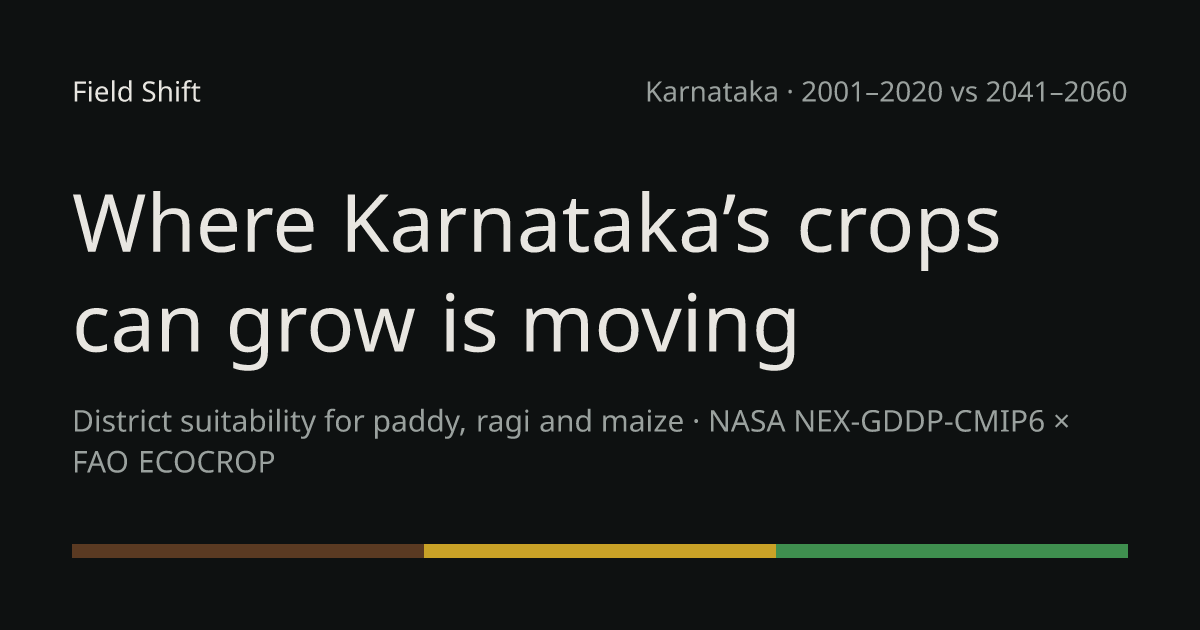 Field Shift
Karnataka · 2001–2020 vs 2041–2060
Where Karnataka’s crops
can grow is moving
District suitability for paddy, ragi and maize · NASA NEX-GDDP-CMIP6 ×
FAO ECOCROP